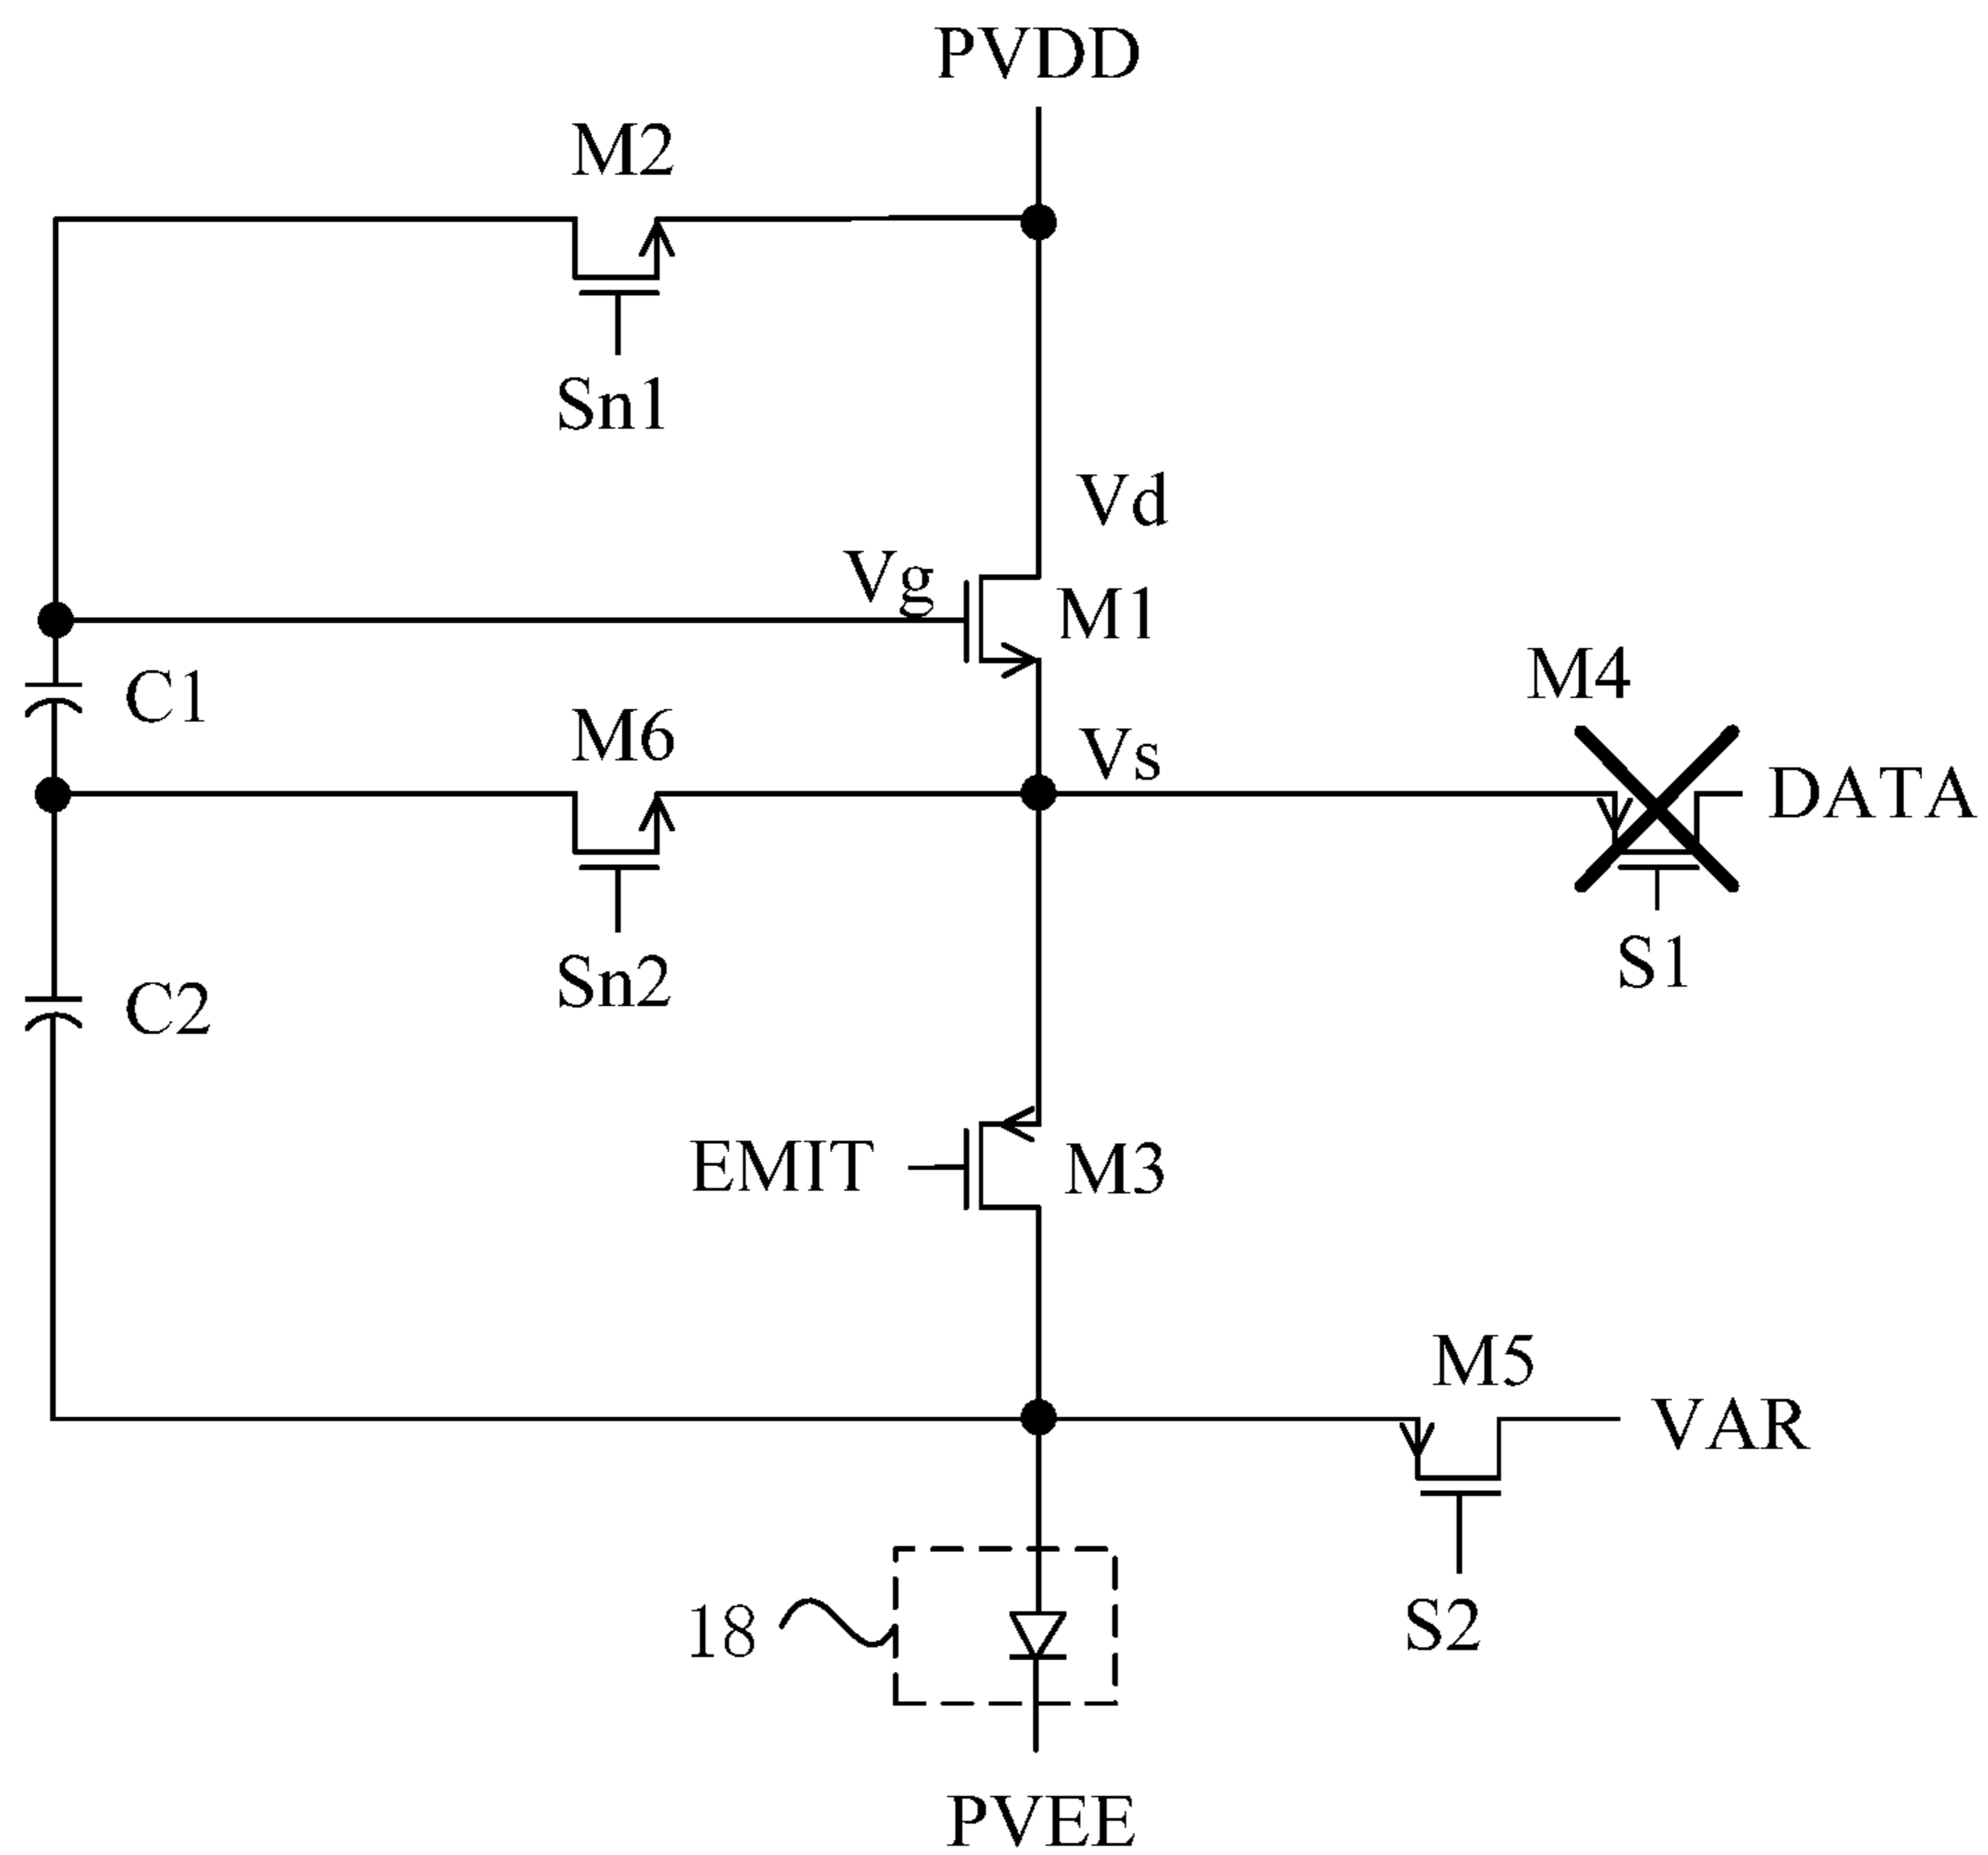 PVDD
M2
Sn1
Vd
Vg
M1
C1
M6
Vs
M4
DATA
Sn2
S1
C2
EMIT
M3
M5
VAR
18
S2
PVEE